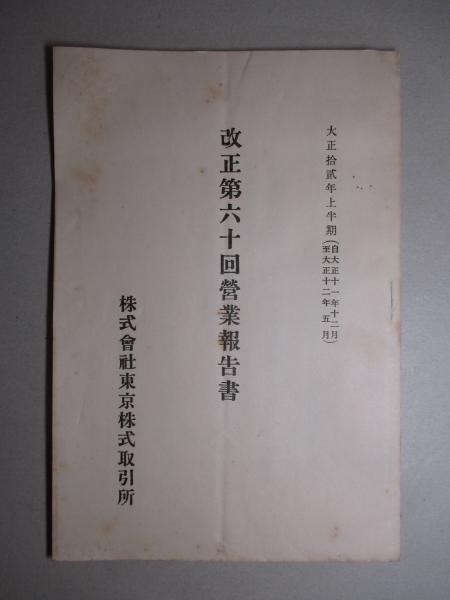 大正拾貳年上半期(自大正十一年十二月
至大正十二年五月)
改正第六十回營業報告書
株式會社東京株式取引所